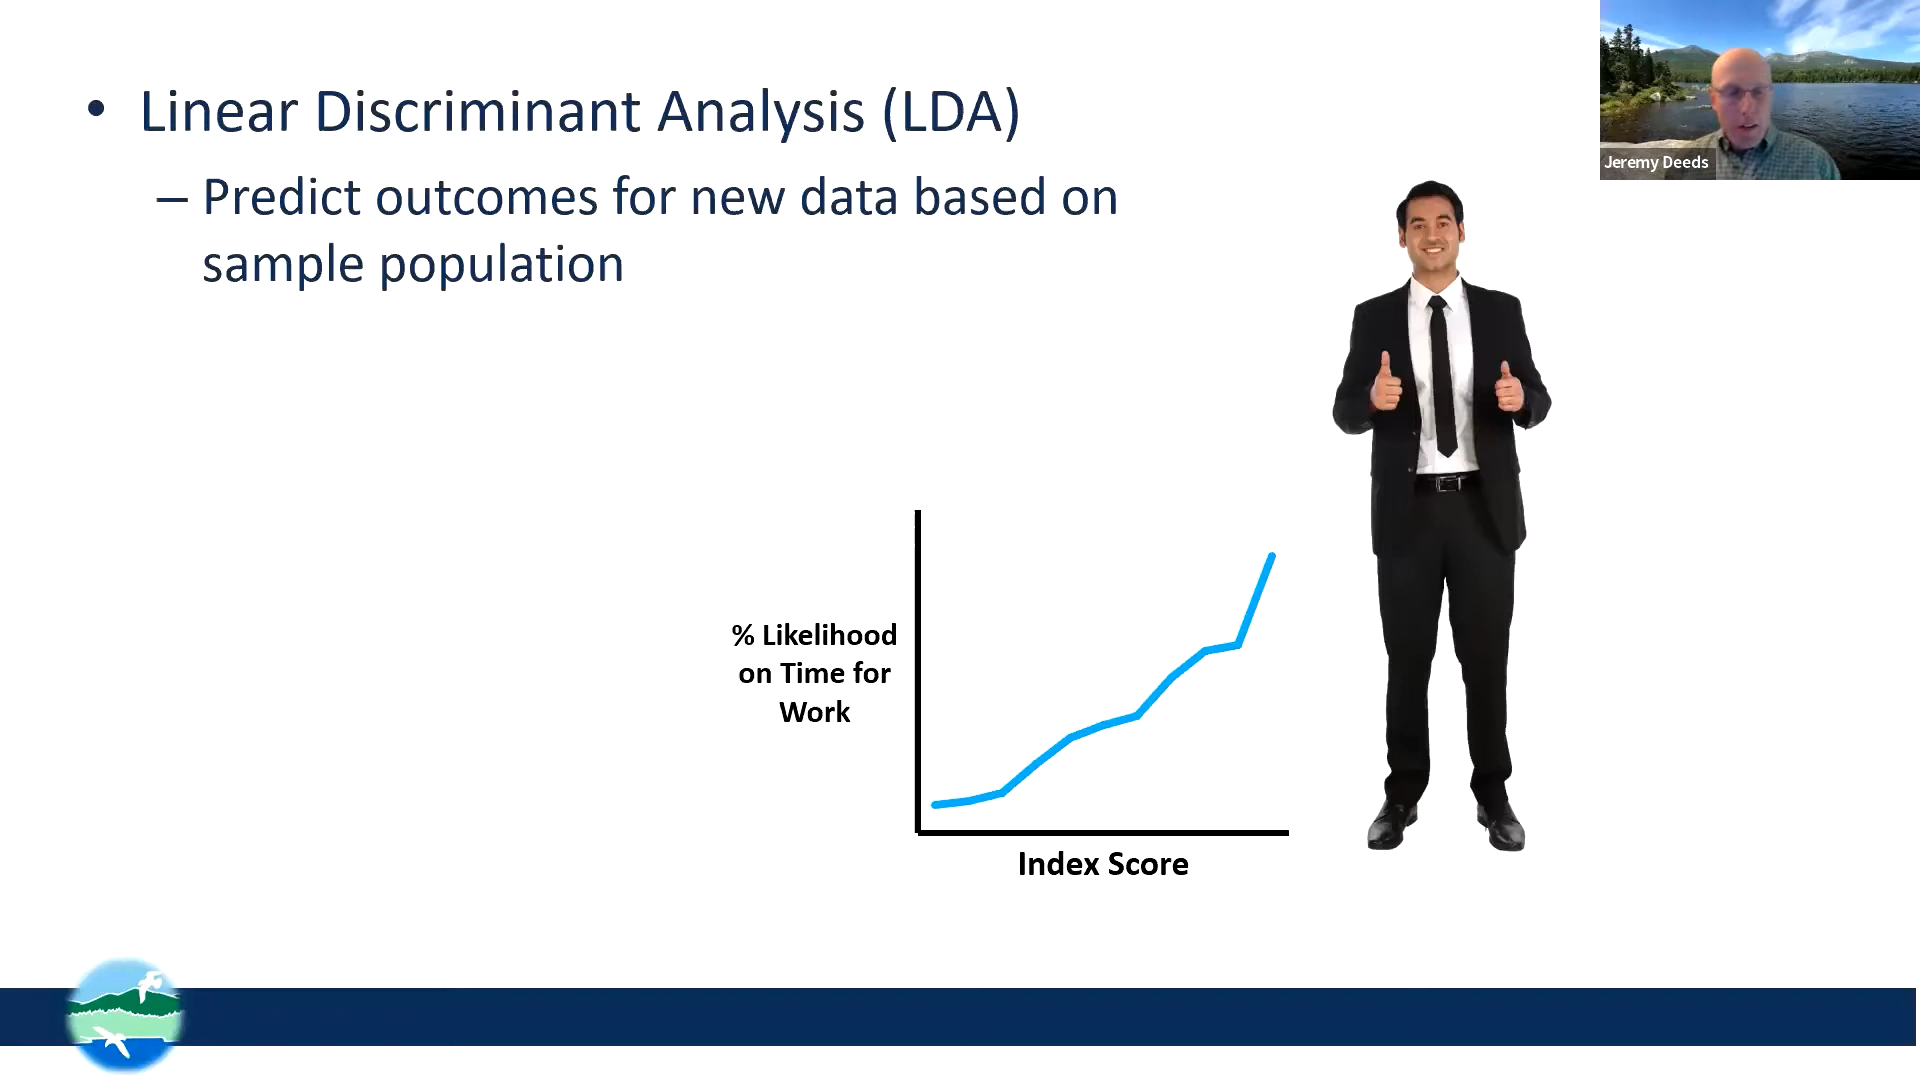 • Linear Discriminant Analysis (LDA)
– Predict outcomes for new data based on
sample population
Jeremy Deeds
% Likelihood
on Time for
Work
Index Score